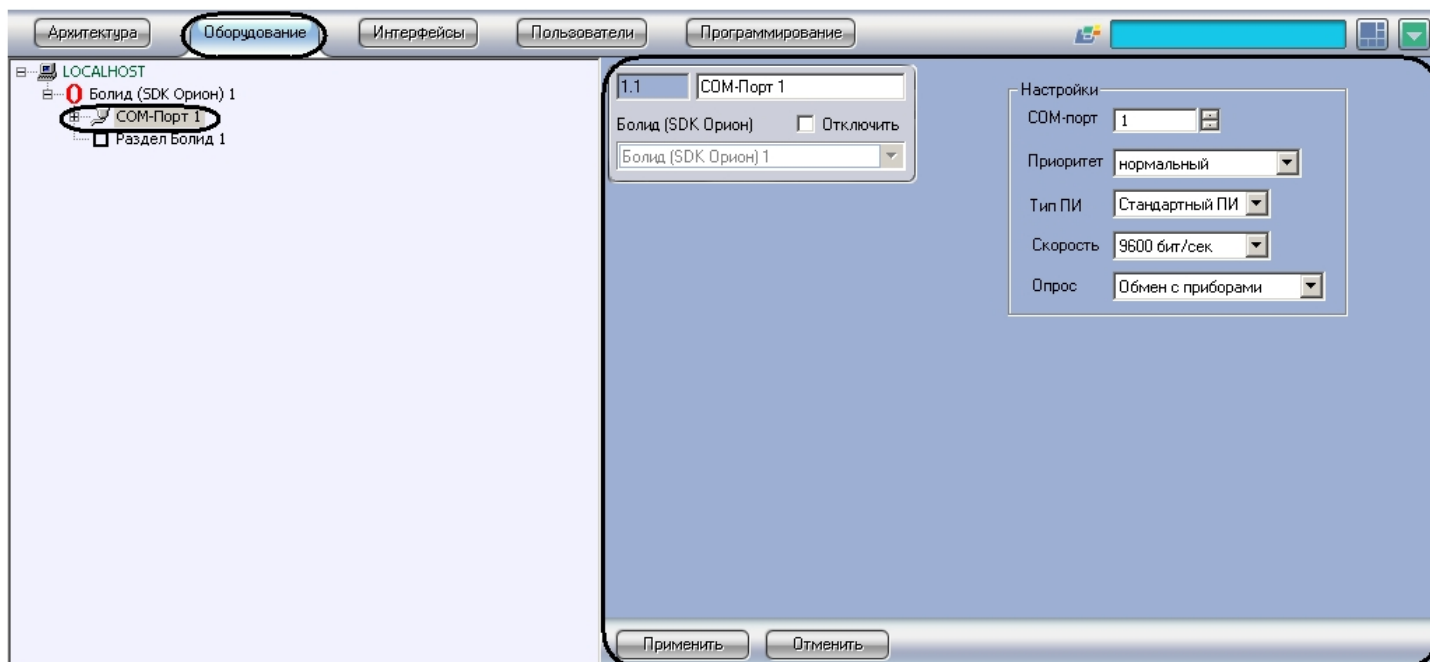 Архитектура Оборудование Интерфейсы Пользователи Программирование
LOCALHOST
Болид (SDK Орион) 1
COM-Порт 1
Раздел Болид 1
1.1 COM-Порт 1
Болид (SDK Орион) Отключить
Болид (SDK Орион) 1
Настройки
COM-порт 1
Приоритет нормальный
Тип ПИ Стандартный ПИ
Скорость 9600 бит/сек
Опрос Обмен с приборами
Применить Отменить